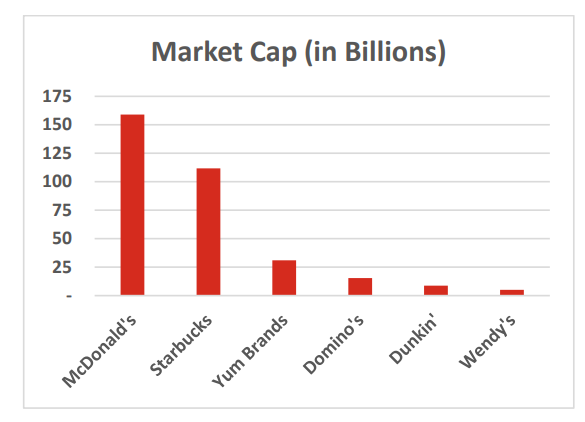 Market Cap (in Billions)
175
150
125
100
75
50
25
-
McDonald's
Starbucks
Yum Brands
Domino's
Dunkin'
Wendy's